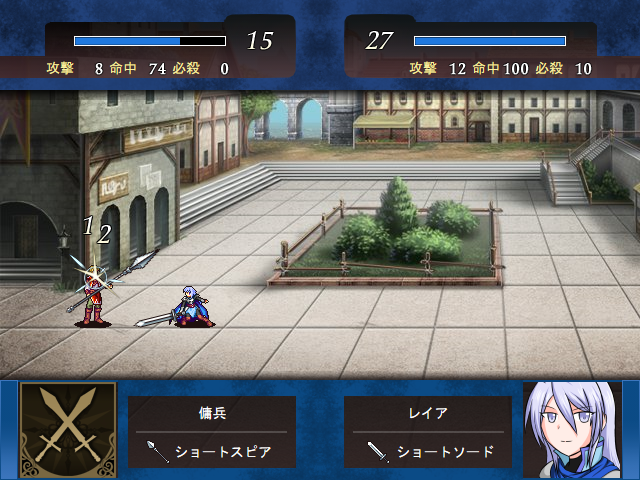 15
27
攻撃 8 命中 74 必殺 0
攻撃 12 命中 100 必殺 10
12
傭兵
レイア
ショートスピア
ショートソード